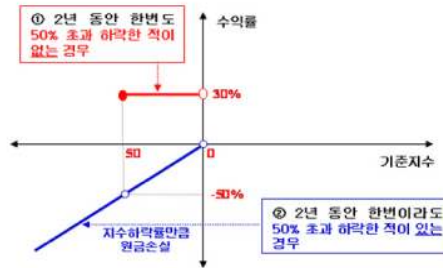 ① 2년 동안 한번도
50% 초과 하락한 적이
없는 경우
수익률
30%
50
0
기준지수
-50%
지수하락률만큼
원금손실
② 2년 동안 한번이라도
50% 초과 하락한 적이 있는
경우